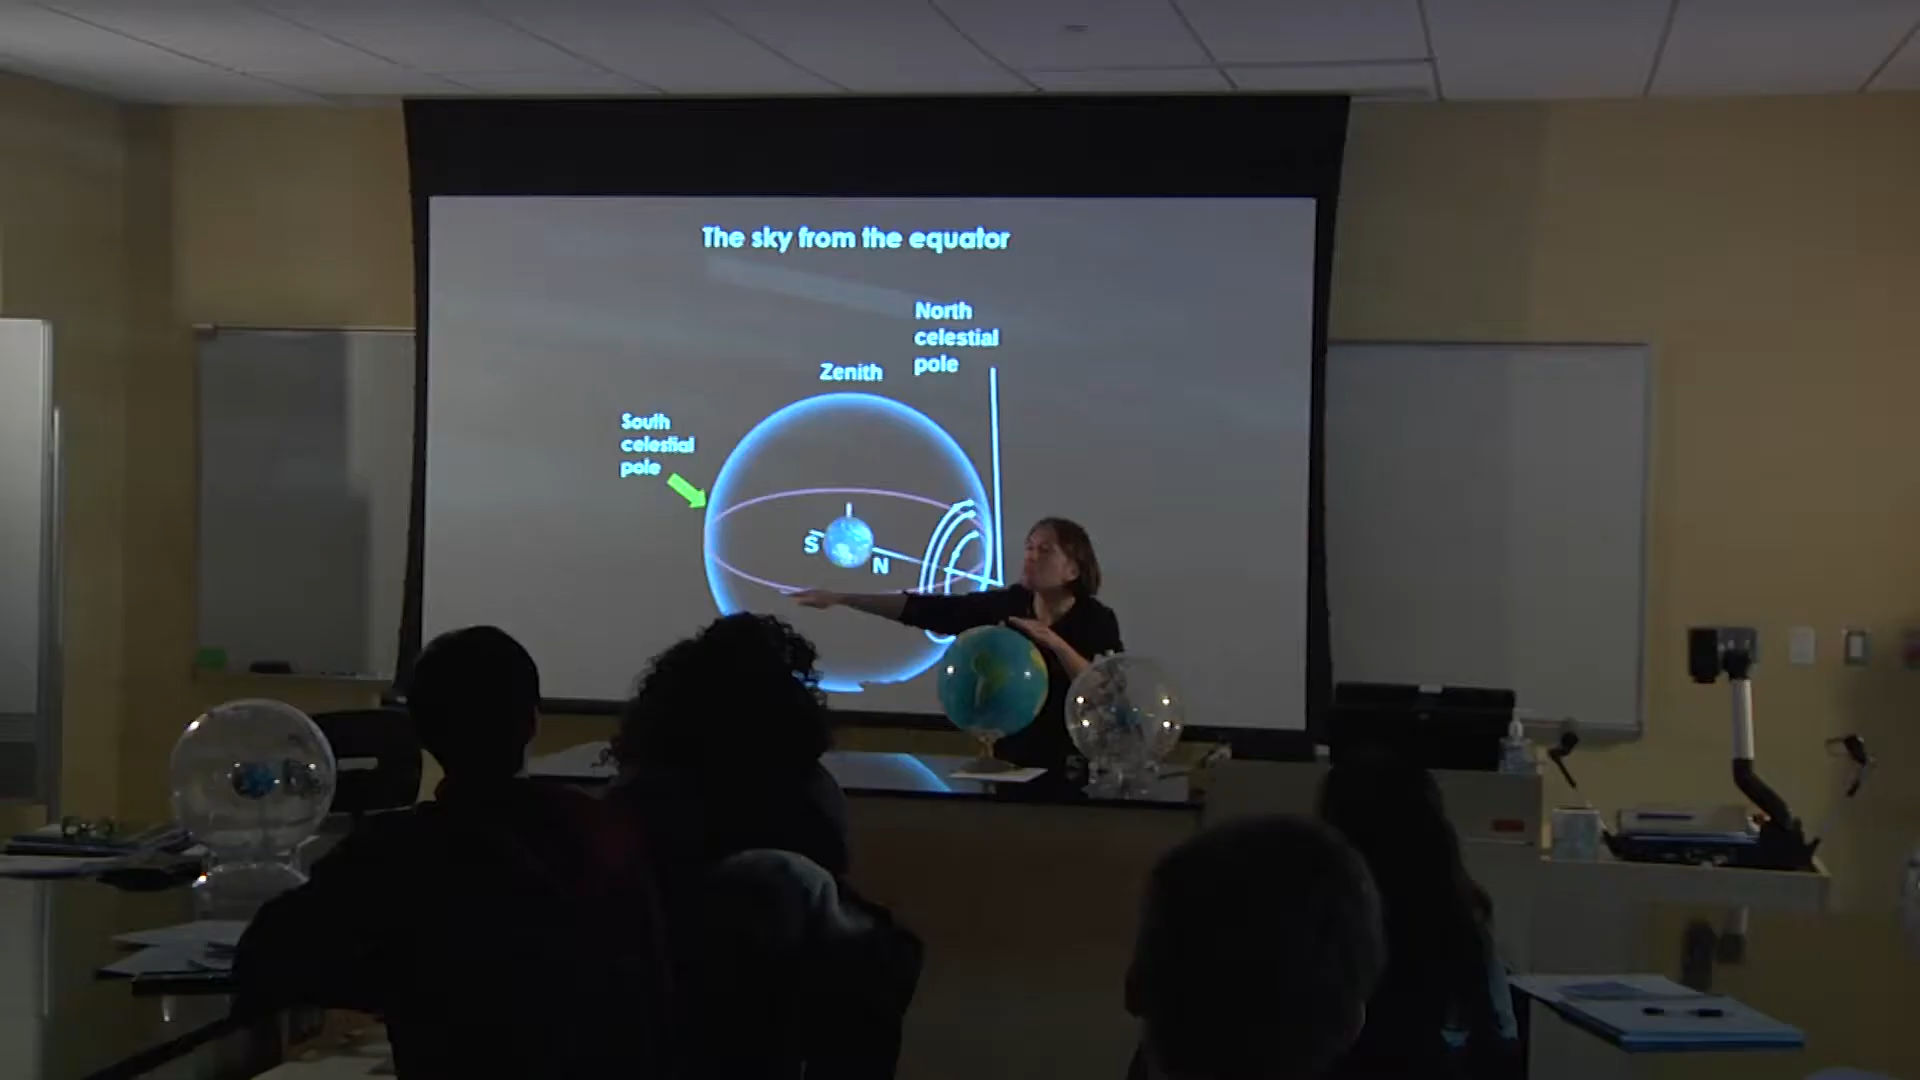 The sky from the equator
North
celestial
pole
Zenith
South
celestial
pole
S
N